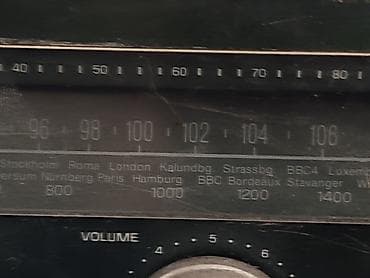 40 50 60 70 80
96 98 100 102 104 106
Stockholm Roma London Kalundbg. Strassbg BBC4 Luxemb
ersum Nürnberg Paris Hamburg BBC Bordeaux Stavanger W
800 1000 1200 1400
VOLUME 4 5 6